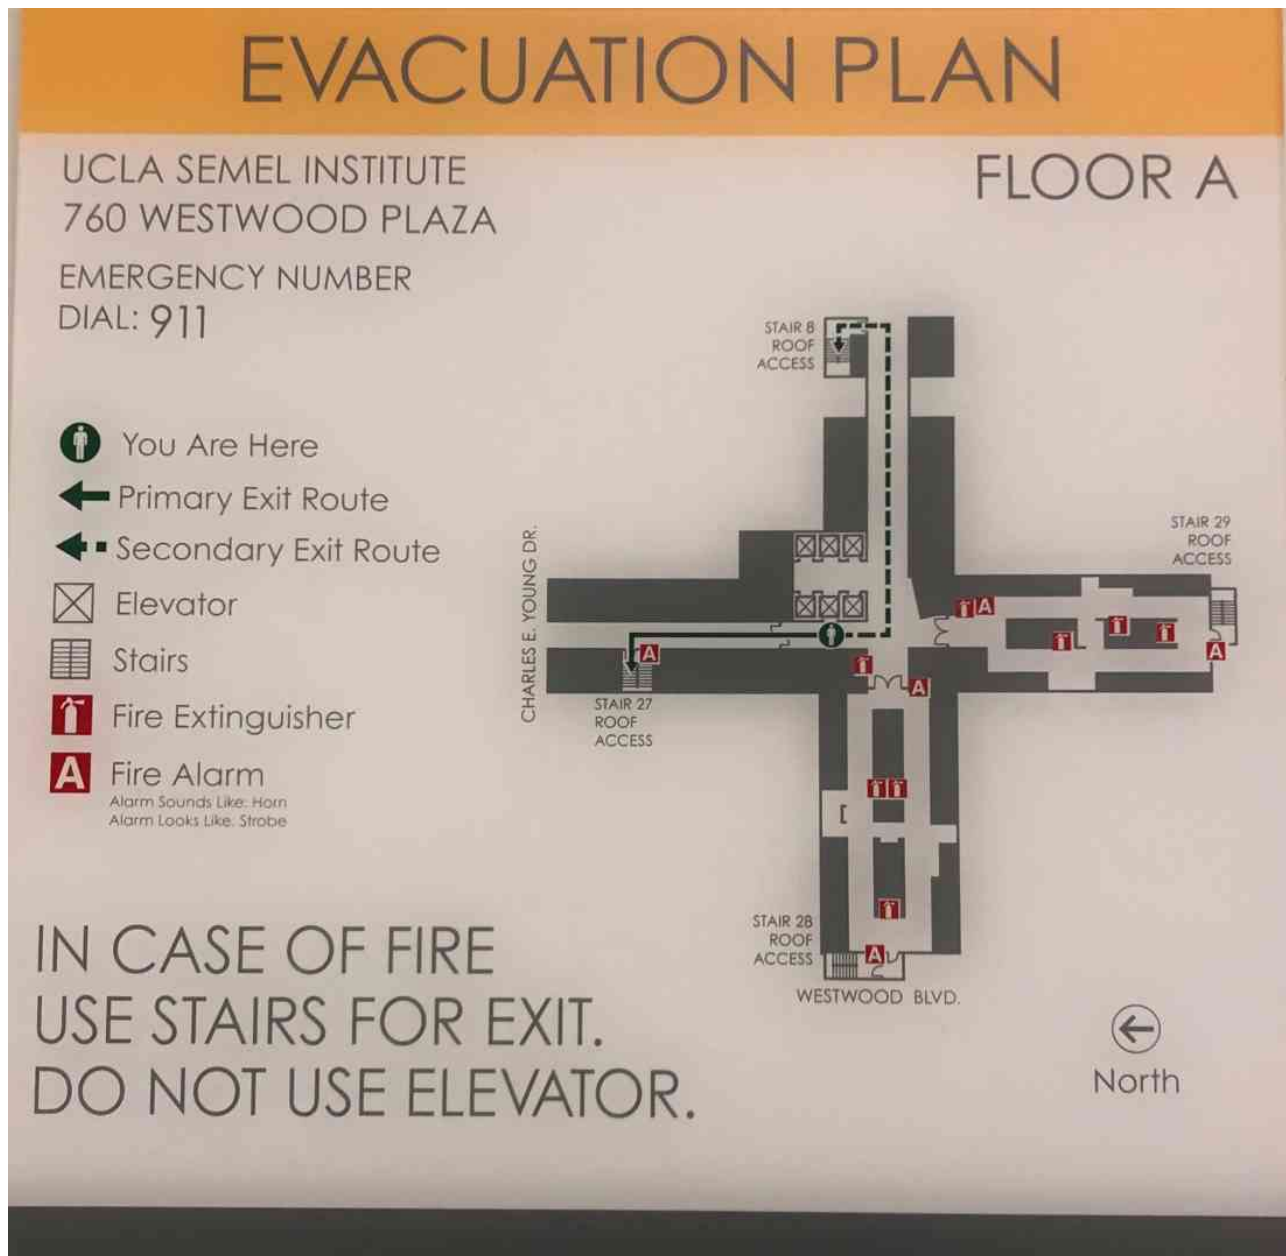 EVACUATION PLAN
UCLA SEMEL INSTITUTE
760 WESTWOOD PLAZA
FLOOR A
EMERGENCY NUMBER
DIAL: 911
You Are Here
Primary Exit Route
Secondary Exit Route
Elevator
Stairs
Fire Extinguisher
A Fire Alarm
Alarm Sounds Like: Horn
Alarm Looks Like: Strobe
STAIR 8
ROOF
ACCESS
STAIR 29
ROOF
ACCESS
CHARLES E. YOUNG DR.
A
A
A
A
STAIR 27
ROOF
ACCESS
STAIR 28
ROOF
ACCESS
A
WESTWOOD BLVD.
IN CASE OF FIRE
USE STAIRS FOR EXIT.
DO NOT USE ELEVATOR.
North